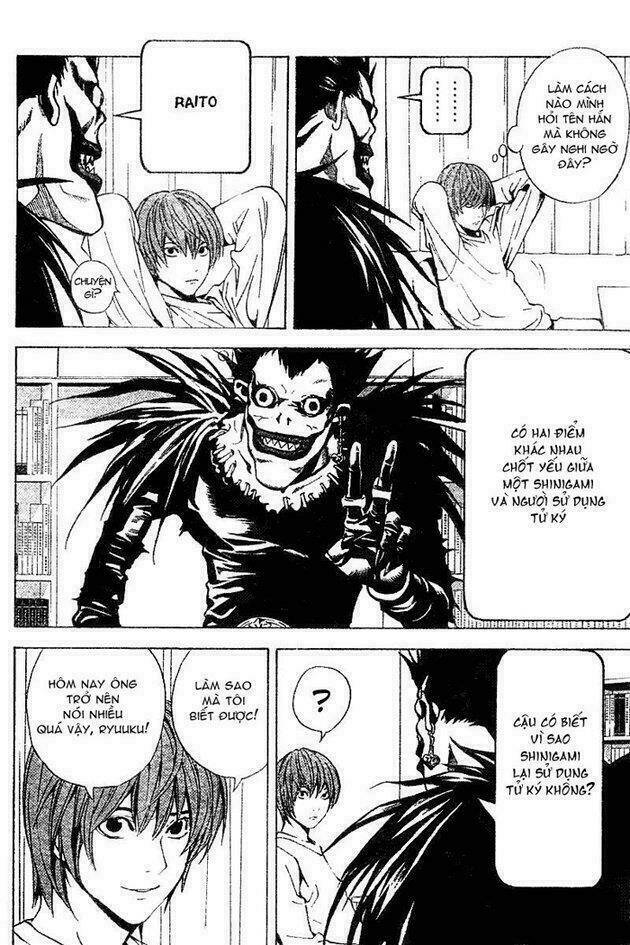 LÀM CÁCH
NÀO MÌNH
HỎI TÊN HẮN
MÀ KHÔNG
GÂY NGHI NGỜ
ĐÂY?
RAITO
CHUYỆN
GÌ?
CÓ HAI ĐIỂM
KHÁC NHAU
CHỐT YẾU GIỮA
MỘT SHINIGAMI
VÀ NGƯỜI SỬ DỤNG
TỬ KÝ
CẬU CÓ BIẾT
VÌ SAO
SHINIGAMI
LẠI SỬ DỤNG
TỬ KÝ KHÔNG?
?
LÀM SAO
MÀ TÔI
BIẾT ĐƯỢC!
HÔM NAY ÔNG
TRỞ NÊN
NÓI NHIỀU
QUÁ VẬY, RYUUKU!